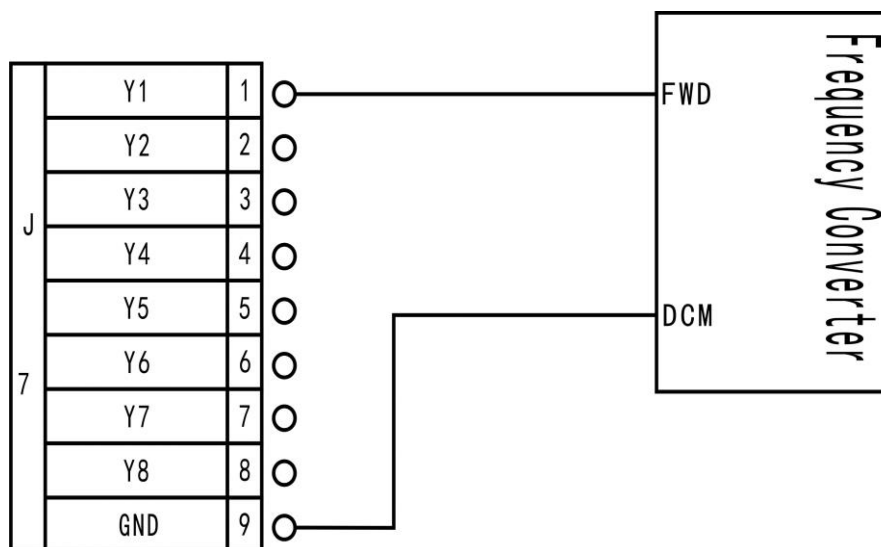 J7
Y1 1
Y2 2
Y3 3
Y4 4
Y5 5
Y6 6
Y7 7
Y8 8
GND 9
FWD
DCM
Frequency Converter